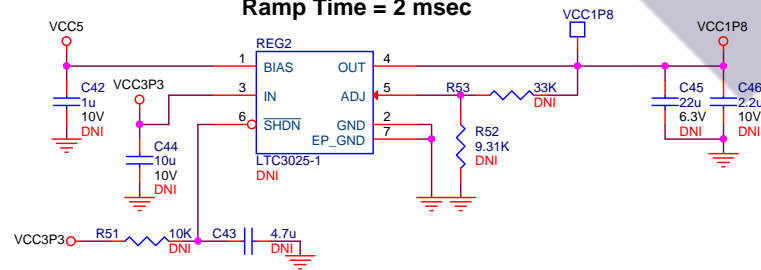 Ramp Time = 2 msec
VCC5
VCC1P8
VCC1P8
REG2
1 BIAS OUT 4
C42
1u
10V
DNI
VCC3P3
3 IN ADJ 5
R53 33K
DNI
C45
22u
6.3V
DNI
C46
2.2u
10V
DNI
6 SHDN GND 2
EP_GND 7
LTC3025-1
DNI
R52
9.31K
DNI
C44
10u
10V
DNI
VCC3P3 R51 10K
DNI
C43 4.7u
DNI